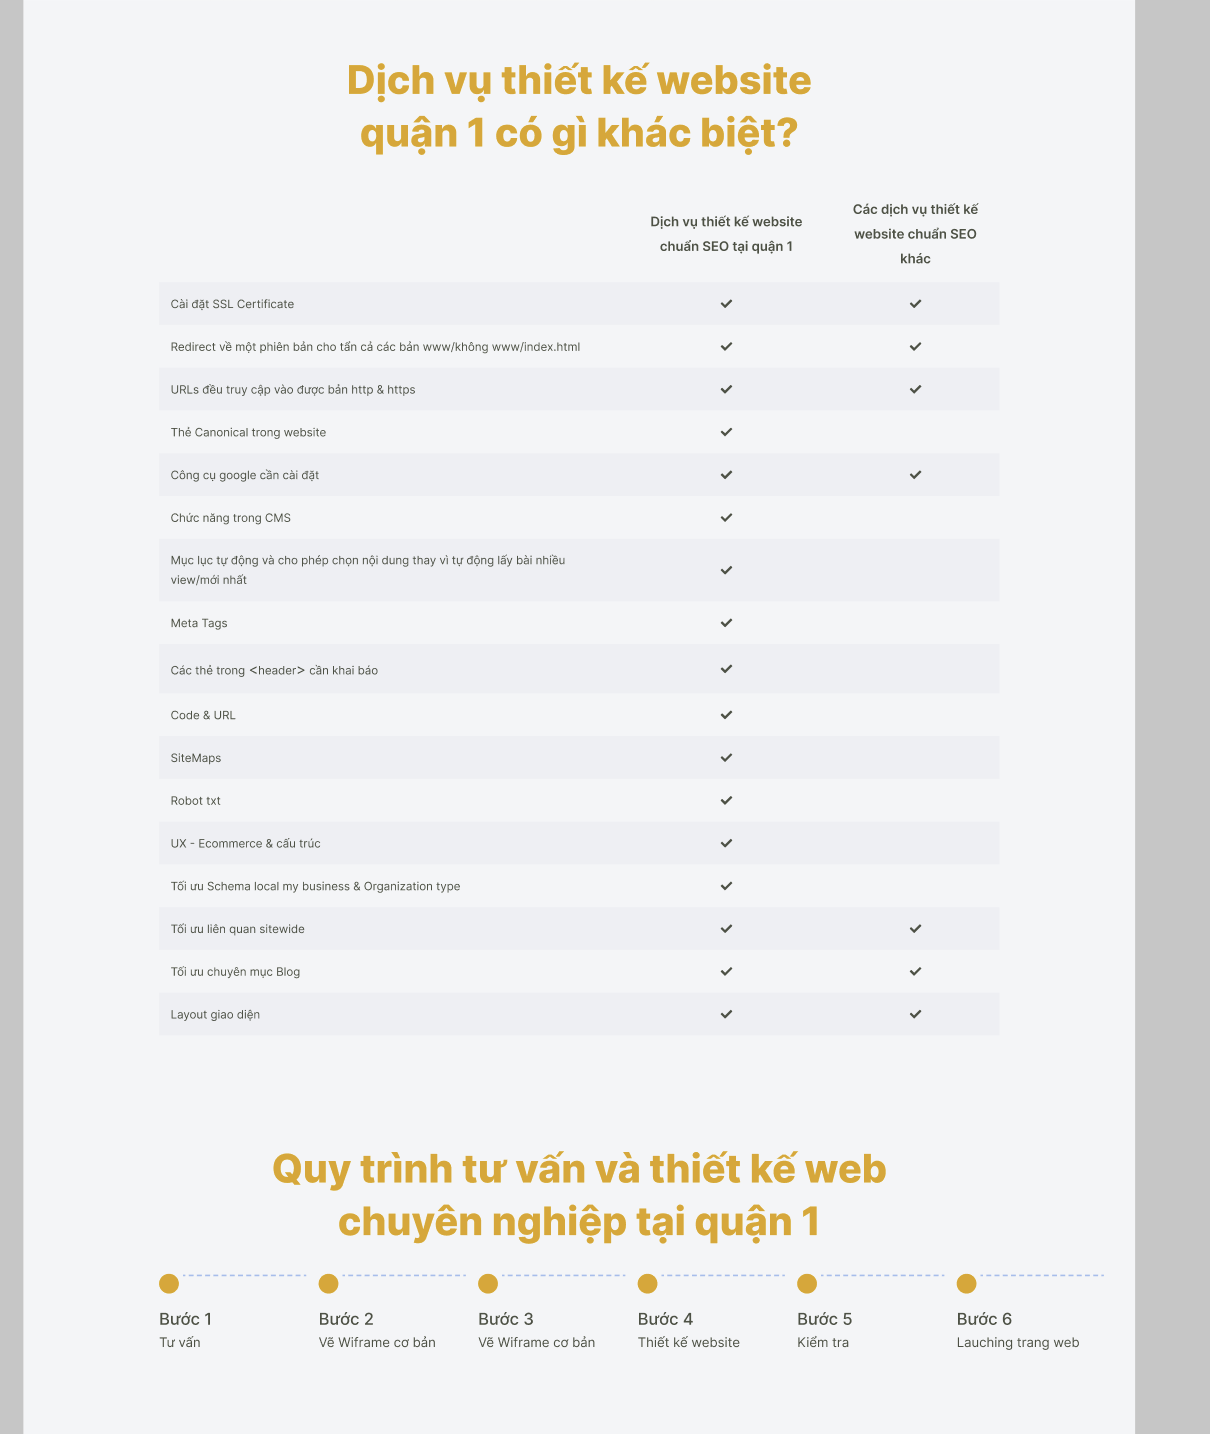 Dịch vụ thiết kế website
quận 1 có gì khác biệt?
Dịch vụ thiết kế website
chuẩn SEO tại quận 1
Các dịch vụ thiết kế
website chuẩn SEO
khác
Cài đặt SSL Certificate
Redirect về một phiên bản cho tẩn cả các bản www/không www/index.html
URLs đều truy cập vào được bản http & https
Thẻ Canonical trong website
Công cụ google cần cài đặt
Chức năng trong CMS
Mục lục tự động và cho phép chọn nội dung thay vì tự động lấy bài nhiều
view/mới nhất
Meta Tags
Các thẻ trong <header> cần khai báo
Code & URL
SiteMaps
Robot txt
UX - Ecommerce & cấu trúc
Tối ưu Schema local my business & Organization type
Tối ưu liên quan sitewide
Tối ưu chuyên mục Blog
Layout giao diện
Quy trình tư vấn và thiết kế web
chuyên nghiệp tại quận 1
Bước 1
Tư vấn
Bước 2
Vẽ Wiframe cơ bản
Bước 3
Vẽ Wiframe cơ bản
Bước 4
Thiết kế website
Bước 5
Kiểm tra
Bước 6
Lauching trang web